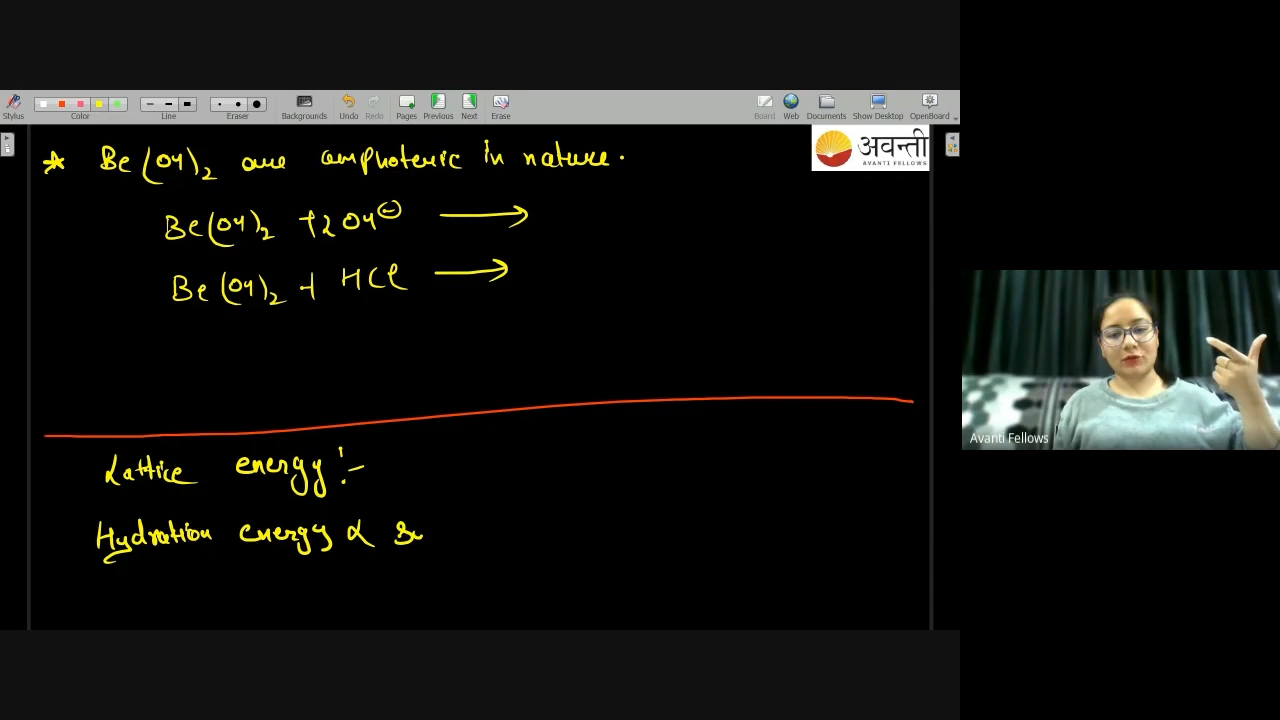 Stylus Color Line Eraser Backgrounds Undo Redo Pages Previous Next Erase Board Web Documents Show Desktop OpenBoard
अवन्ती
AVANTI FELLOWS
☆ Be(OH)₂ are amphoteric in nature.
Be(OH)₂ + 2OH⊖ ⟶
Be(OH)₂ + HCl ⟶
Lattice energy :-
Hydration energy ∝
Avanti Fellows